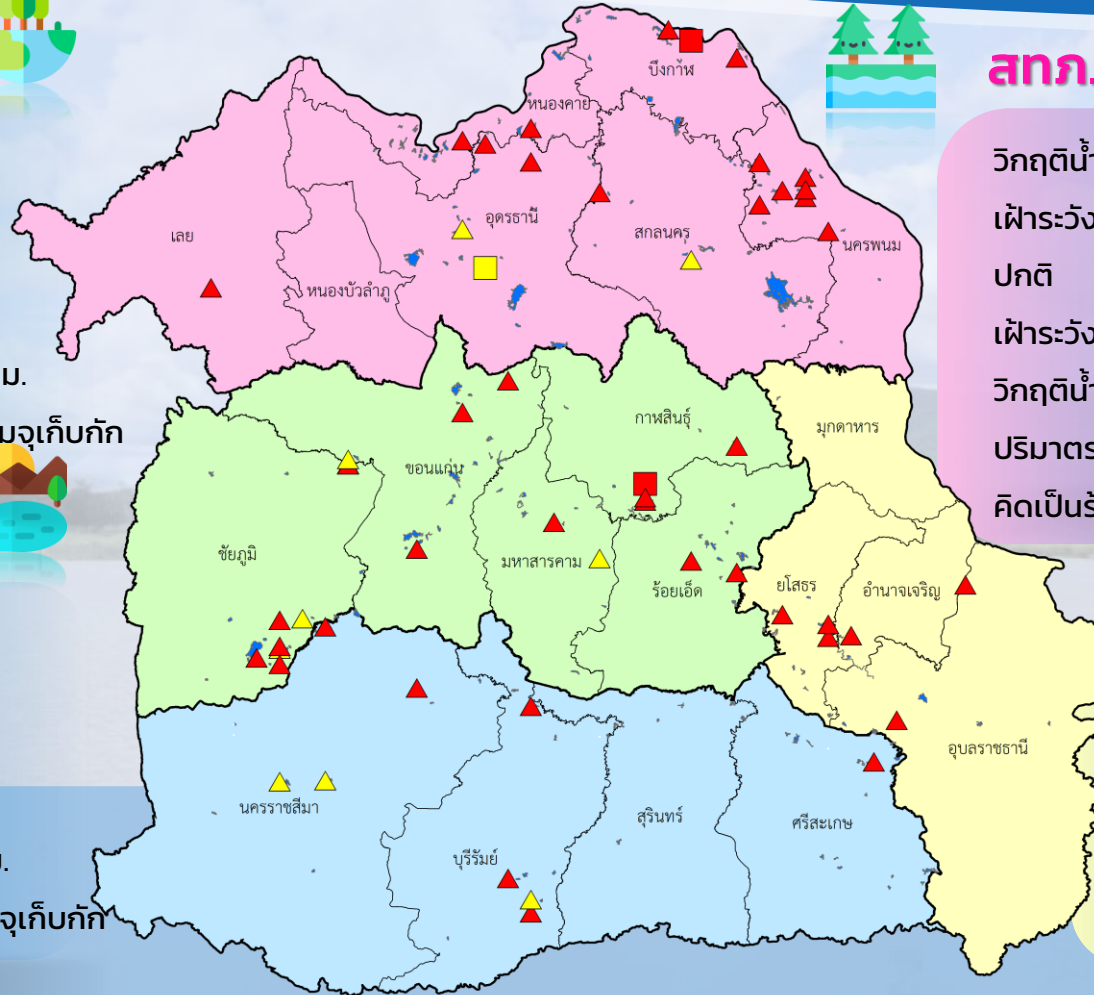 สทภ.
วิกฤติน้ำ
เฝ้าระวัง
ปกติ
เฝ้าระวัง
วิกฤติน้ำ
ปริมาตร
คิดเป็นร้
ม.
มจุเก็บกัก
จุเก็บกัก
บึงกาฬ
หนองคาย
เลย
อุดรธานี
สกลนคร
นครพนม
หนองบัวลำภู
กาฬสินธุ์
มุกดาหาร
ขอนแก่น
ชัยภูมิ
มหาสารคาม
ร้อยเอ็ด
ยโสธร
อำนาจเจริญ
อุบลราชธานี
นครราชสีมา
บุรีรัมย์
สุรินทร์
ศรีสะเกษ